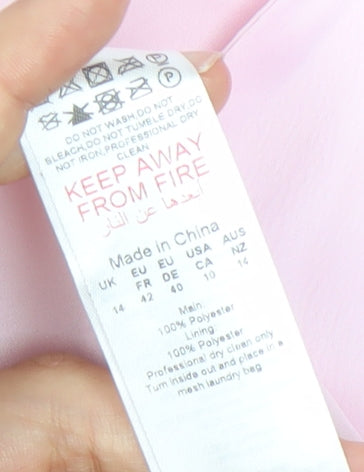 P
DO NOT WASH,DO NOT
BLEACH,DO NOT TUMBLE DRY,DO
NOT IRON,PROFESSIONAL DRY
CLEAN
KEEP AWAY
FROM FIRE
أبعدها عن النار
Made in China
UK EU FR EU DE USA CA AUS NZ
14 42 40 10 14
Main:
100% Polyester
Lining:
100% Polyester
Professional dry clean only
Turn inside out and place in a
mesh laundry bag